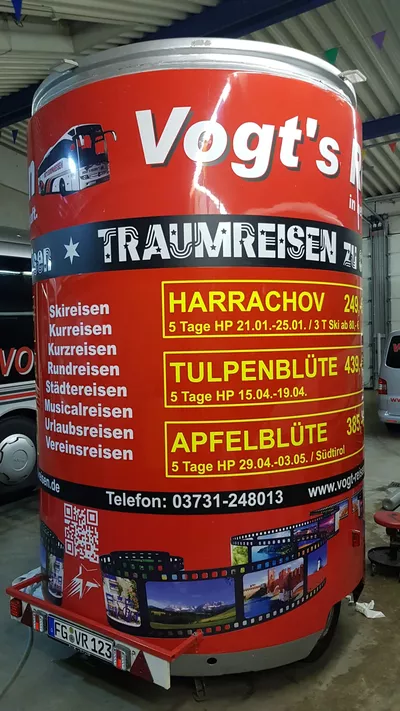 Vogt's
TRAUMREISEN zu
Skireisen
Kurreisen
Kurzreisen
Rundreisen
Städtereisen
Musicalreisen
Urlaubsreisen
Vereinsreisen
HARRACHOV 249,-
5 Tage HP 21.01.-25.01. / 3 T Ski ab 80.-
TULPENBLÜTE 439,
5 Tage HP 15.04.-19.04.
APFELBLÜTE 385,
5 Tage HP 29.04.-03.05. / Südtirol
Telefon: 03731-248013
www.vogt-reis
FG VR 123